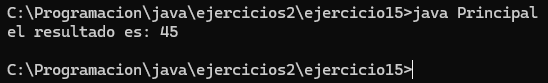 C:\Programacion\java\ejercicios2\ejercicio15>java Principal
el resultado es: 45
C:\Programacion\java\ejercicios2\ejercicio15>